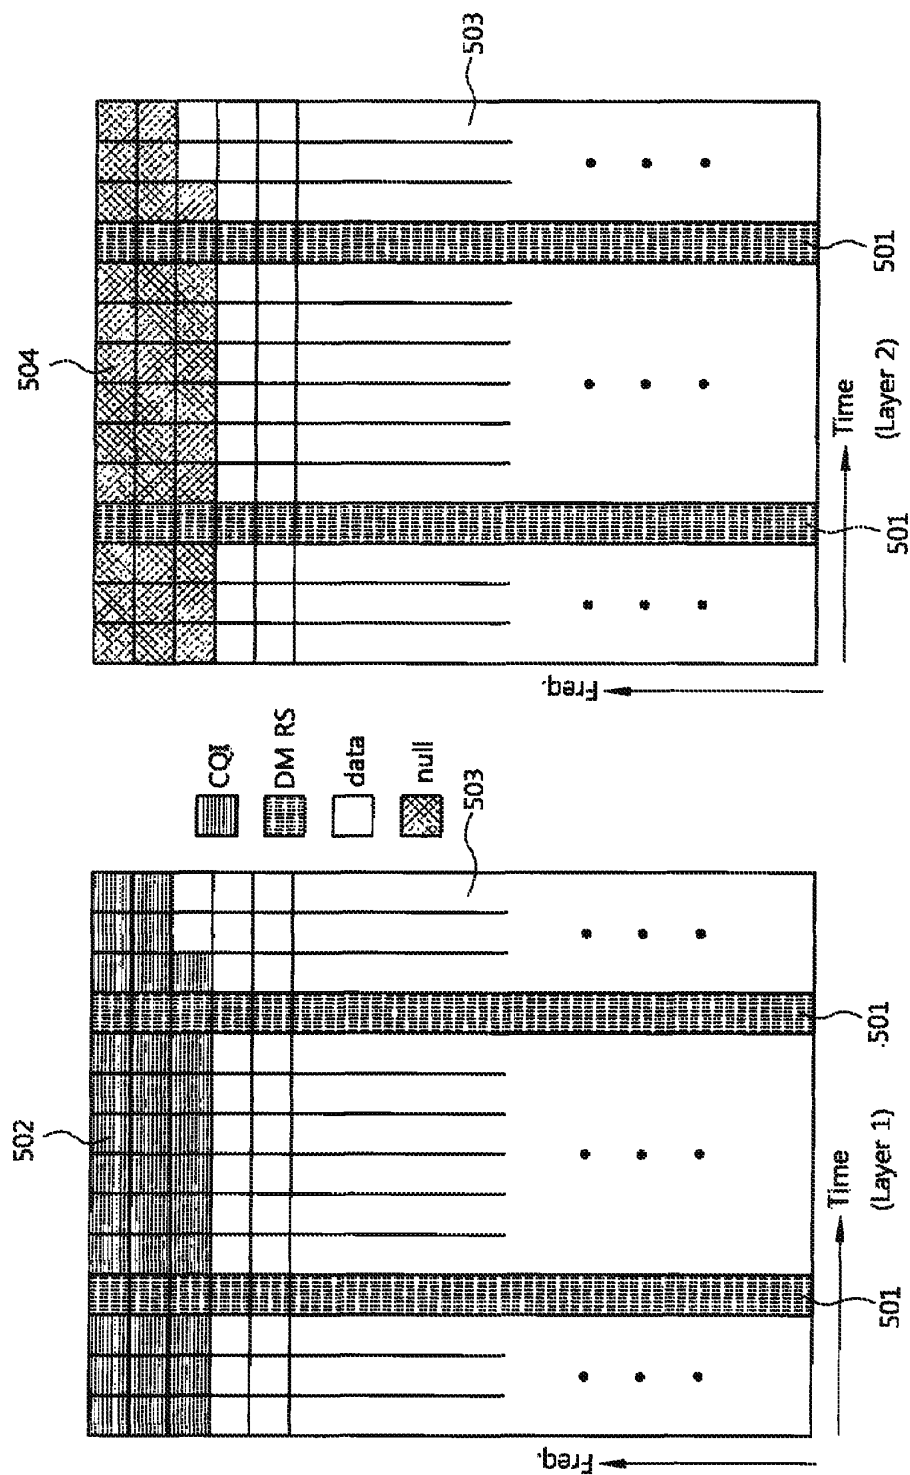 504
503
501
501
Freq.
Time
(Layer 2)
CQI
DM RS
data
null
502
503
501
501
Freq.
Time
(Layer 1)